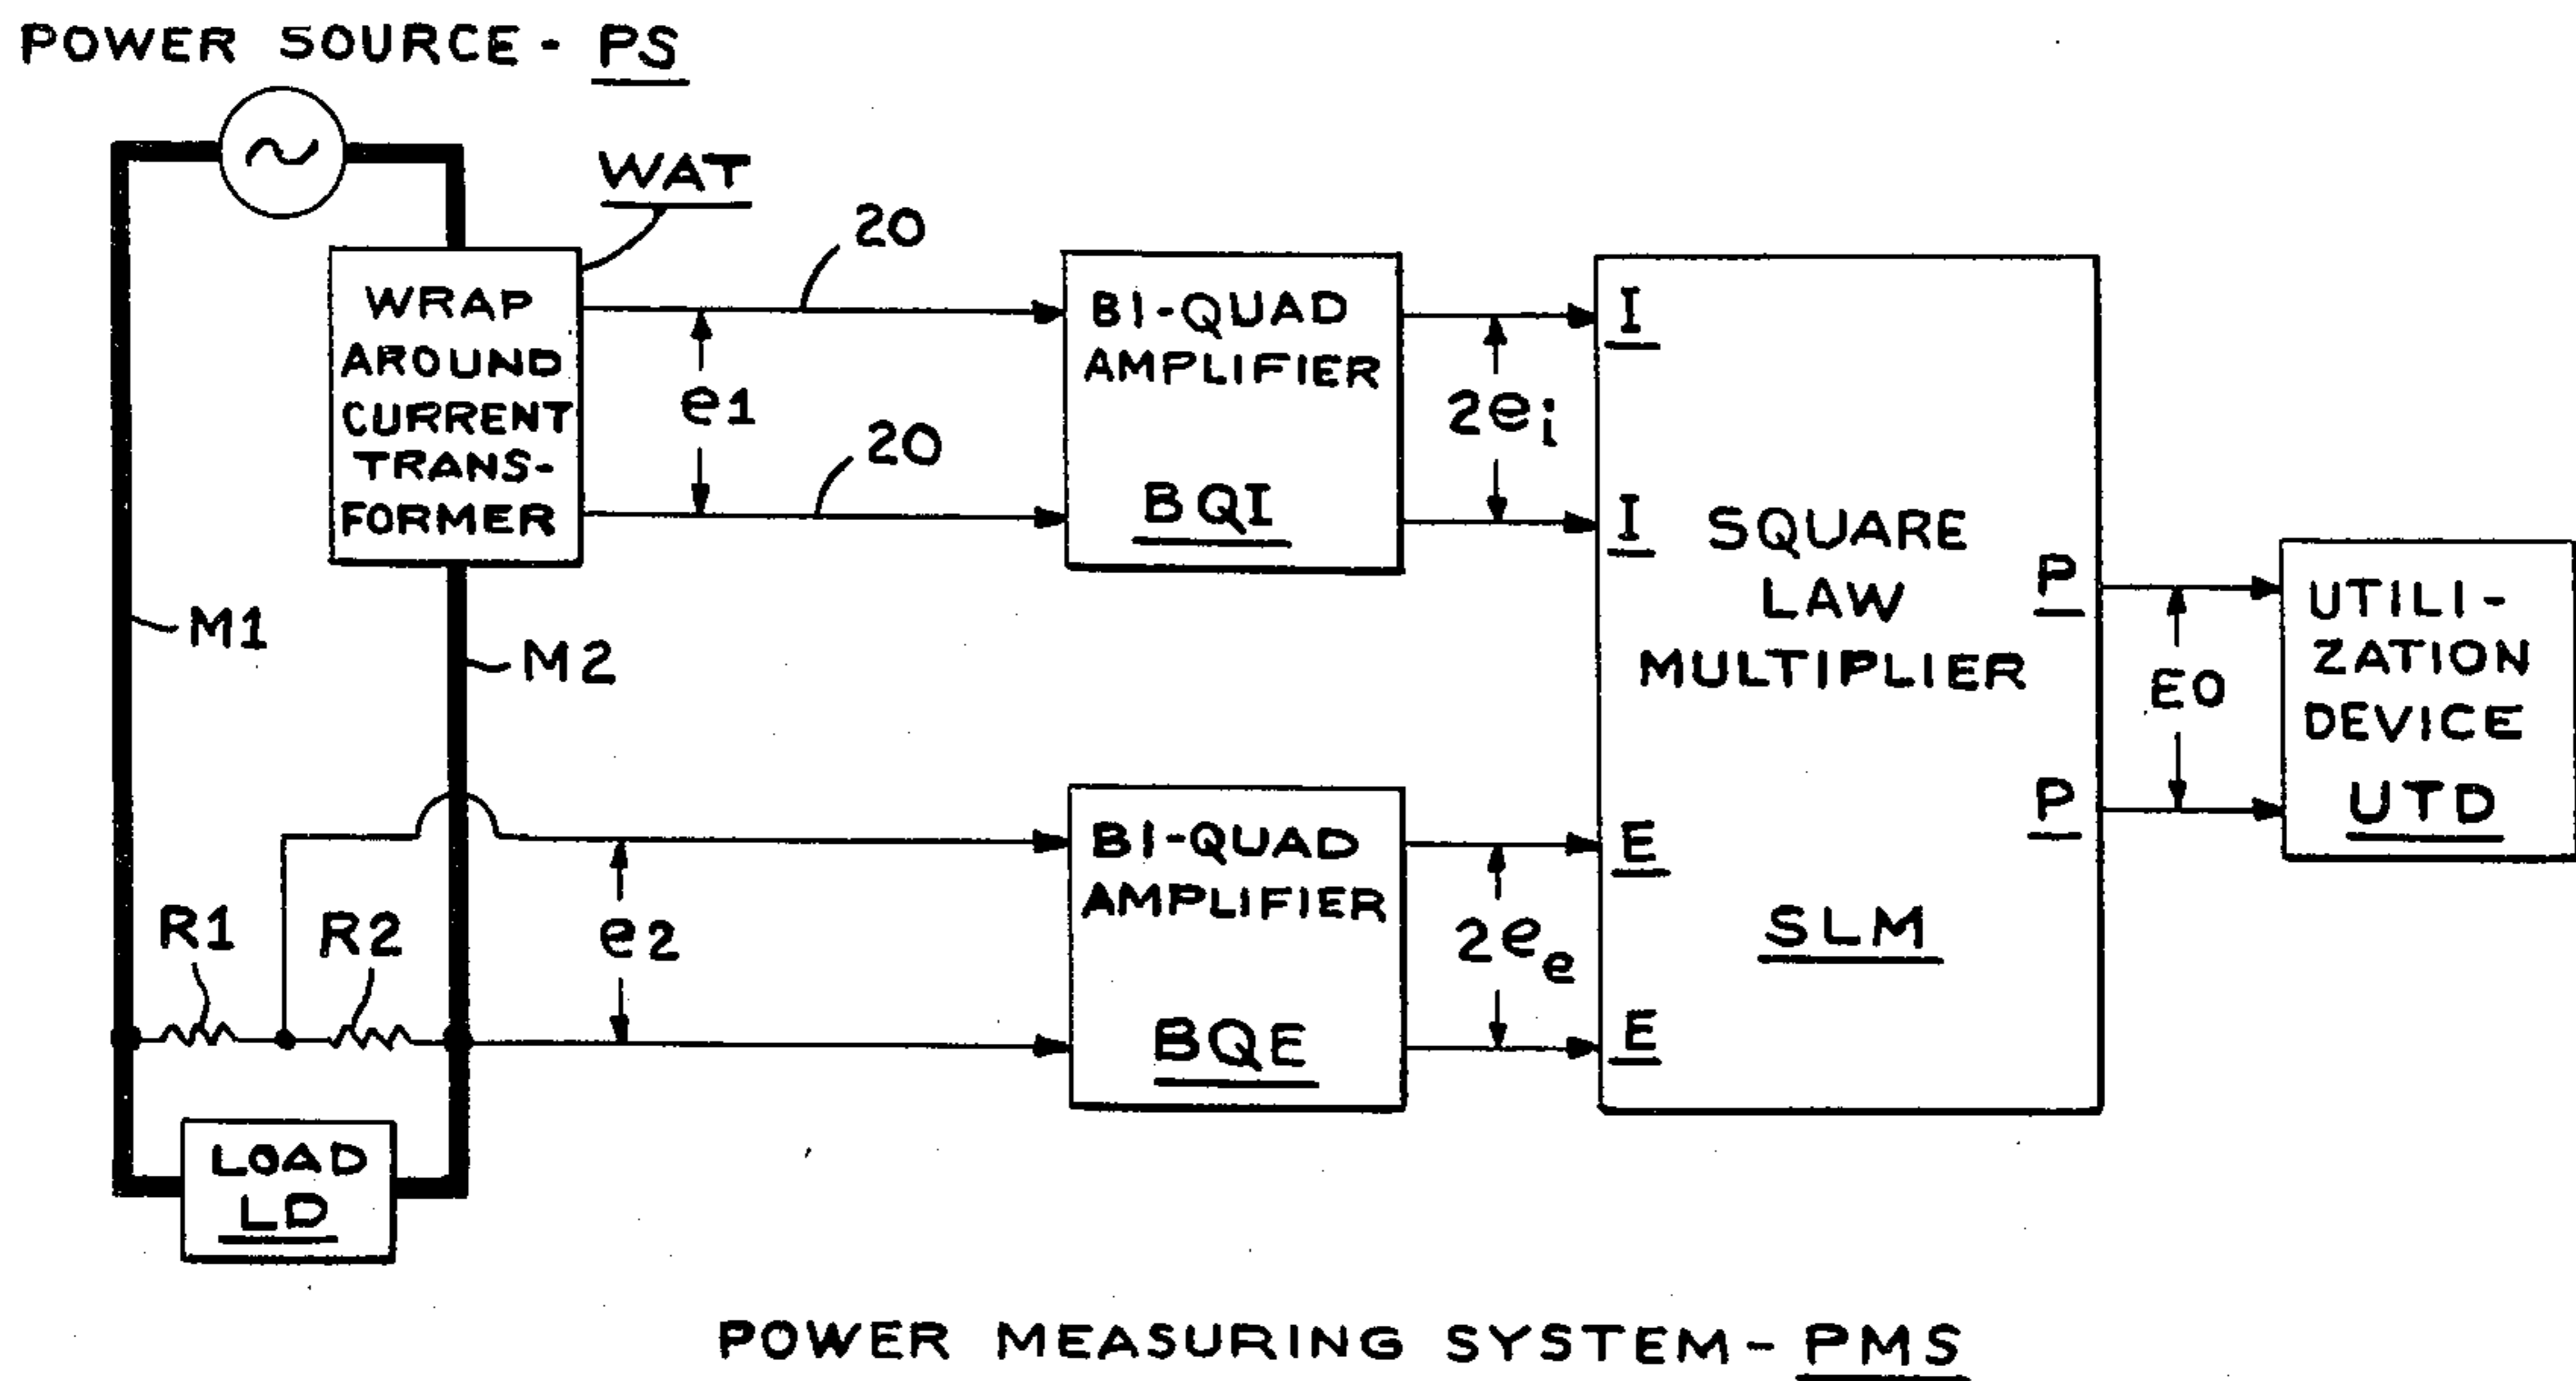 POWER SOURCE - PS
WAT
20
WRAP
AROUND
CURRENT
TRANS-
FORMER
e1
20
BI-QUAD
AMPLIFIER
BQI
2ei
I
I
SQUARE
LAW
MULTIPLIER
SLM
P
P
E
E
E0
UTILI-
ZATION
DEVICE
UTD
M1
M2
R1
R2
e2
BI-QUAD
AMPLIFIER
BQE
2ee
LOAD
LD
POWER MEASURING SYSTEM - PMS